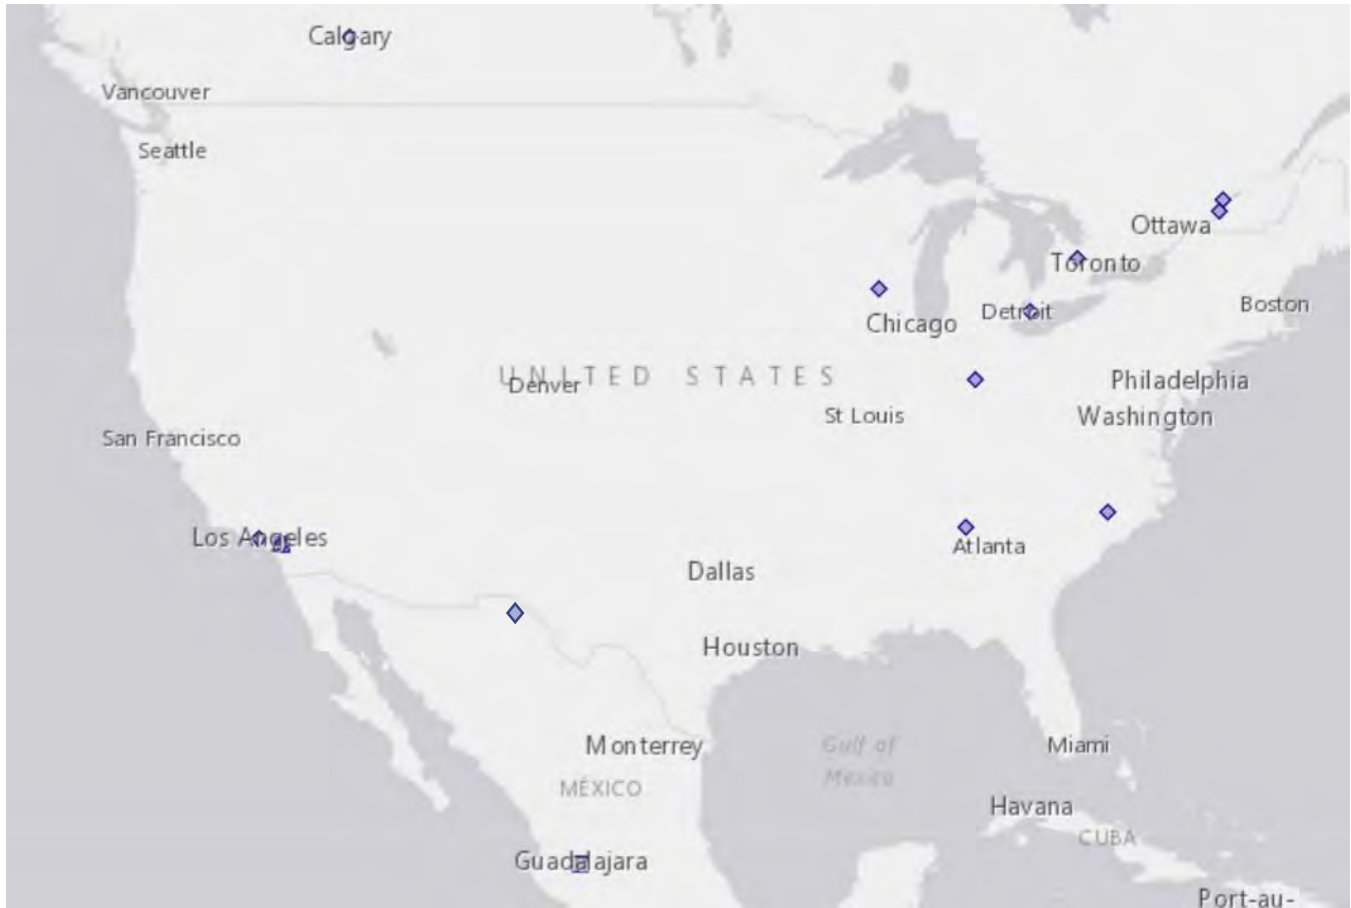 Calgary
Vancouver
Seattle
Ottawa
Toronto
Boston
Detroit
Chicago
UNITED STATES
Denver
Philadelphia
St Louis
Washington
San Francisco
Los Angeles
Atlanta
Dallas
Houston
Monterrey
Gulf of
Mexico
Miami
MÉXICO
Havana
CUBA
Guadalajara
Port-au-